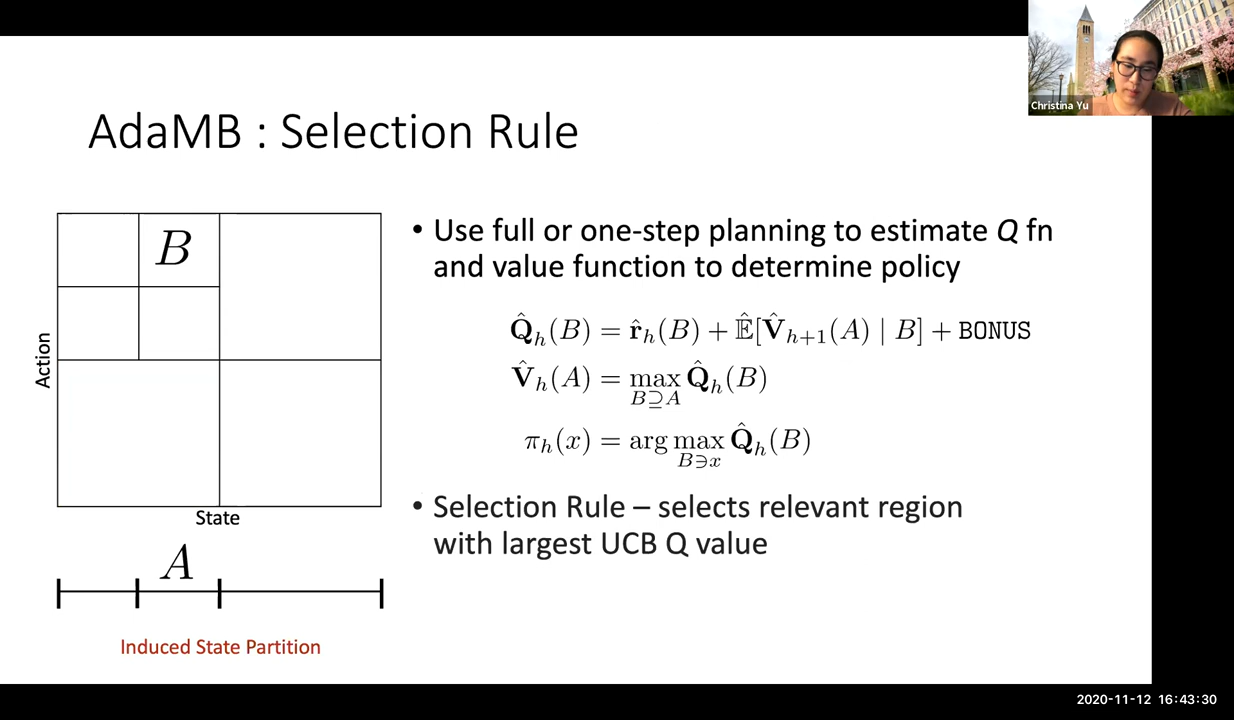 Christina Yu
AdaMB : Selection Rule
B
Action
State
A
Induced State Partition
• Use full or one-step planning to estimate Q fn
and value function to determine policy
Q̂_h(B) = r̂_h(B) + Ê[V̂_{h+1}(A) | B] + BONUS
V̂_h(A) = max_{B⊇A} Q̂_h(B)
π_h(x) = arg max_{B∋x} Q̂_h(B)
• Selection Rule – selects relevant region
with largest UCB Q value
2020-11-12 16:43:30